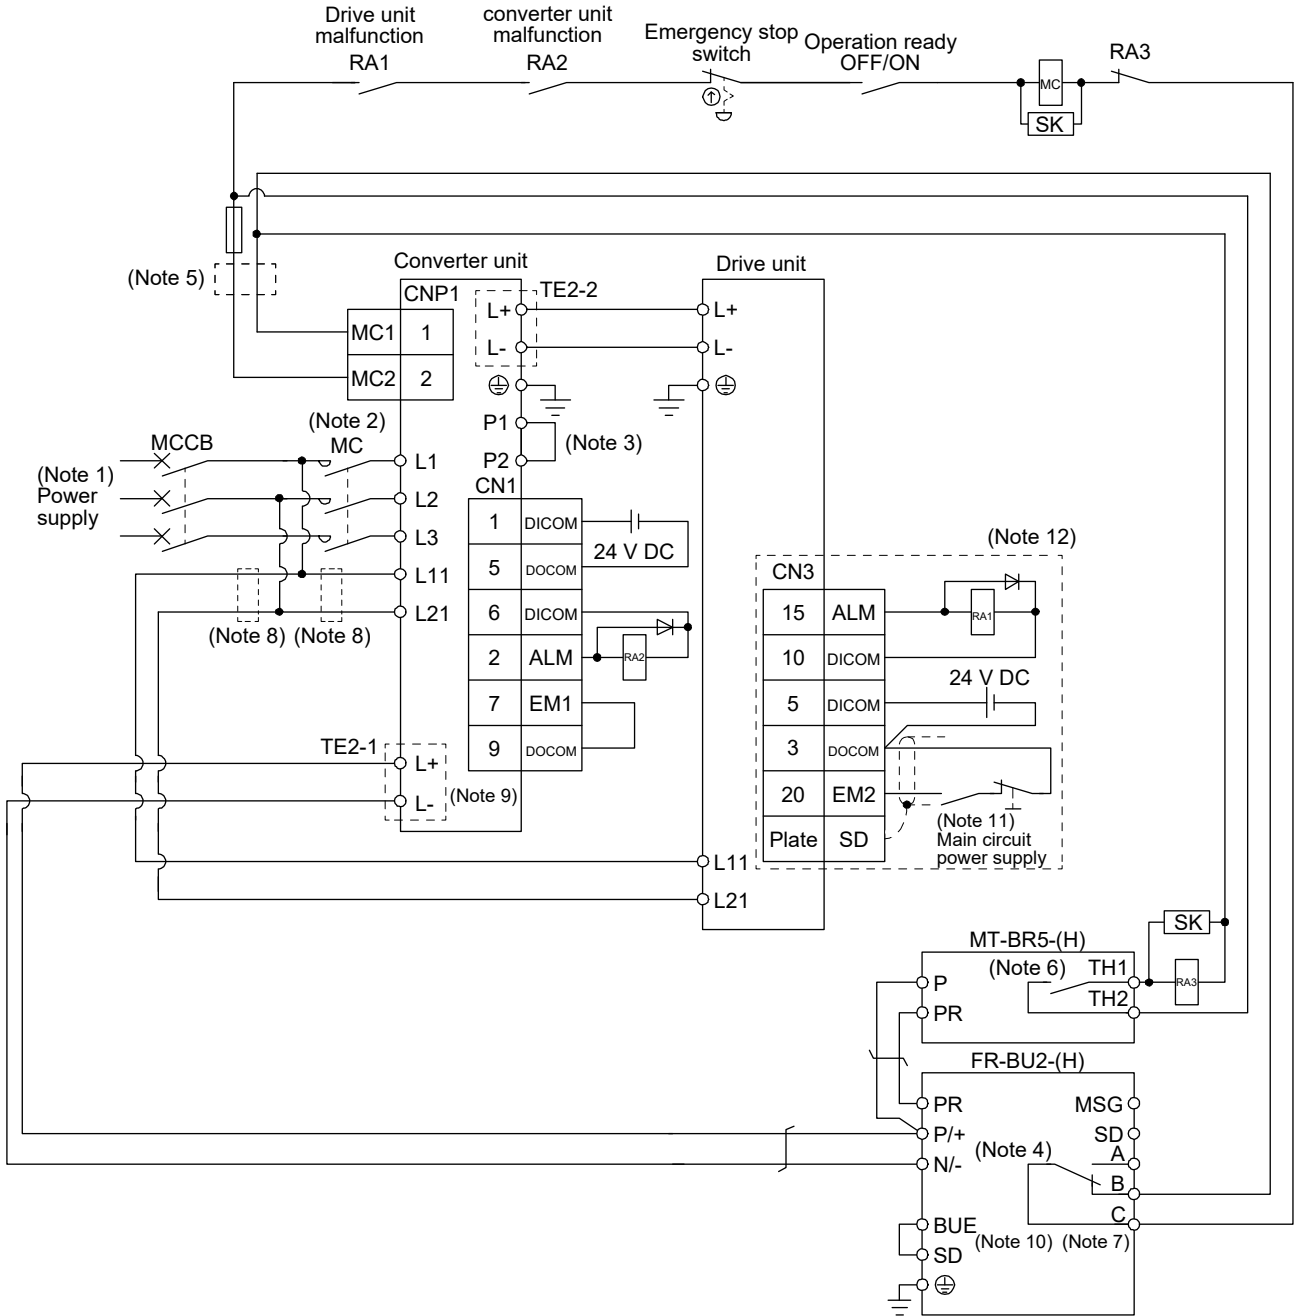 Drive unit
malfunction
RA1
converter unit
malfunction
RA2
Emergency stop
switch
Operation ready
OFF/ON
MC
SK
RA3
(Note 5)
Converter unit
Drive unit
CNP1
MC1 1
MC2 2
TE2-2
L+
L-
L+
L-
P1
P2
(Note 3)
(Note 1)
Power
supply
MCCB
(Note 2)
MC
L1
L2
L3
L11
L21
(Note 8) (Note 8)
CN1
1 DICOM
5 DOCOM
6 DICOM
2 ALM
7 EM1
9 DOCOM
24 V DC
RA2
TE2-1
L+
L-
(Note 9)
(Note 12)
CN3
15 ALM
10 DICOM
5 DICOM
3 DOCOM
20 EM2
Plate SD
RA1
24 V DC
(Note 11)
Main circuit
power supply
L11
L21
MT-BR5-(H)
P
PR
(Note 6)
TH1
TH2
SK
RA3
FR-BU2-(H)
PR
P/+
N/-
BUE
SD
MSG
SD
A
B
C
(Note 4)
(Note 10) (Note 7)